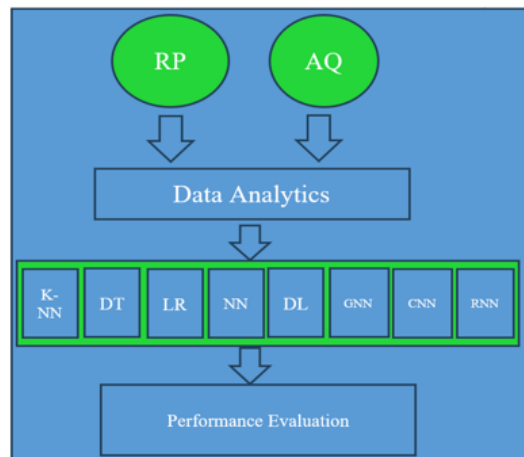 RP
AQ
Data Analytics
K-
NN
DT
LR
NN
DL
GNN
CNN
RNN
Performance Evaluation